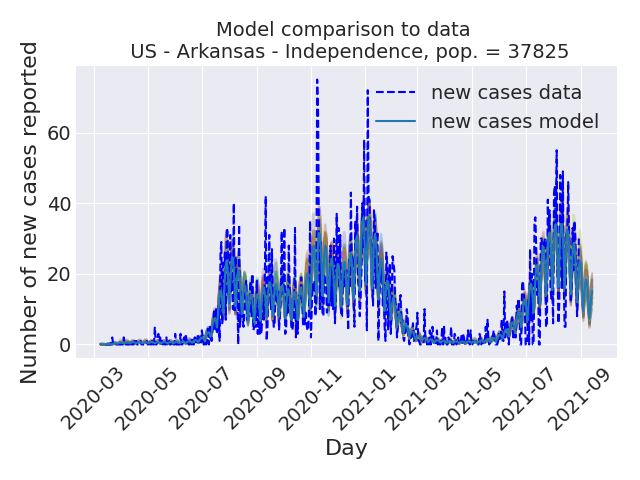 Model comparison to data
US - Arkansas - Independence, pop. = 37825
Number of new cases reported
60
40
20
0
new cases data
new cases model
2020-03
2020-05
2020-07
2020-09
2020-11
2021-01
2021-03
2021-05
2021-07
2021-09
Day